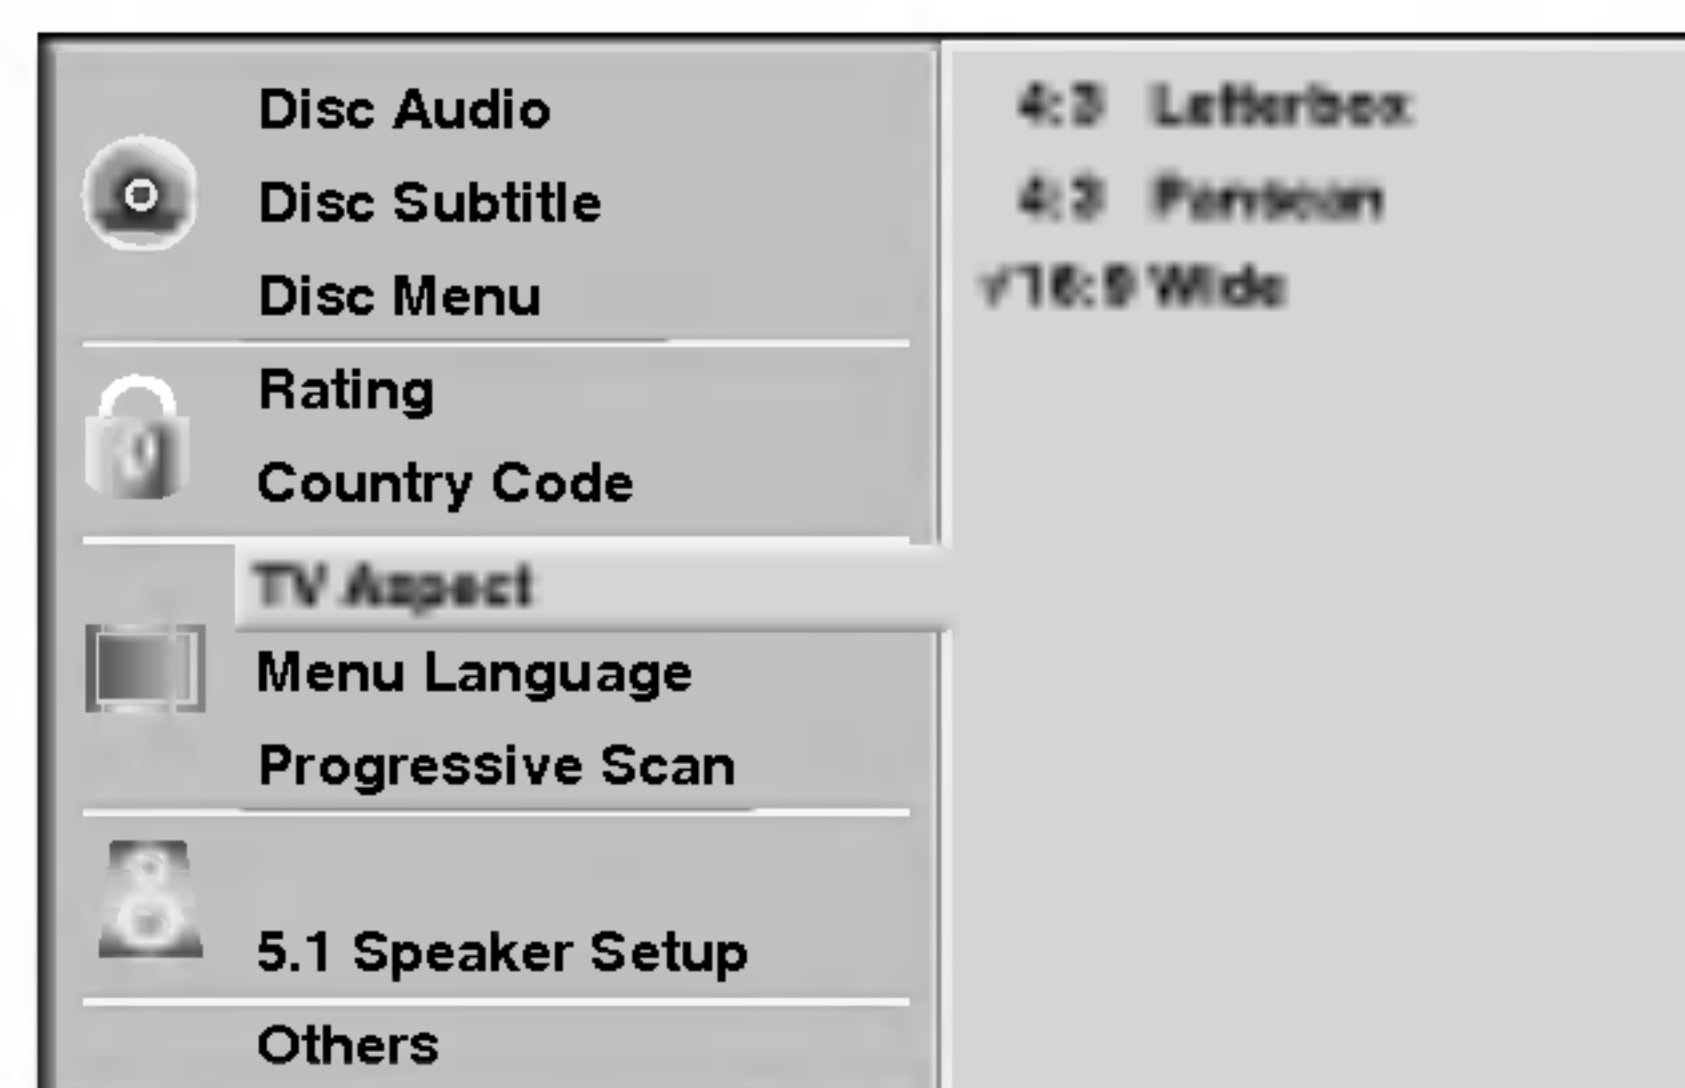 Disc Audio
Disc Subtitle
Disc Menu
Rating
Country Code
TV Aspect
Menu Language
Progressive Scan
5.1 Speaker Setup
Others
4:3 Letterbox
4:3 Panscan
√16:9 Wide